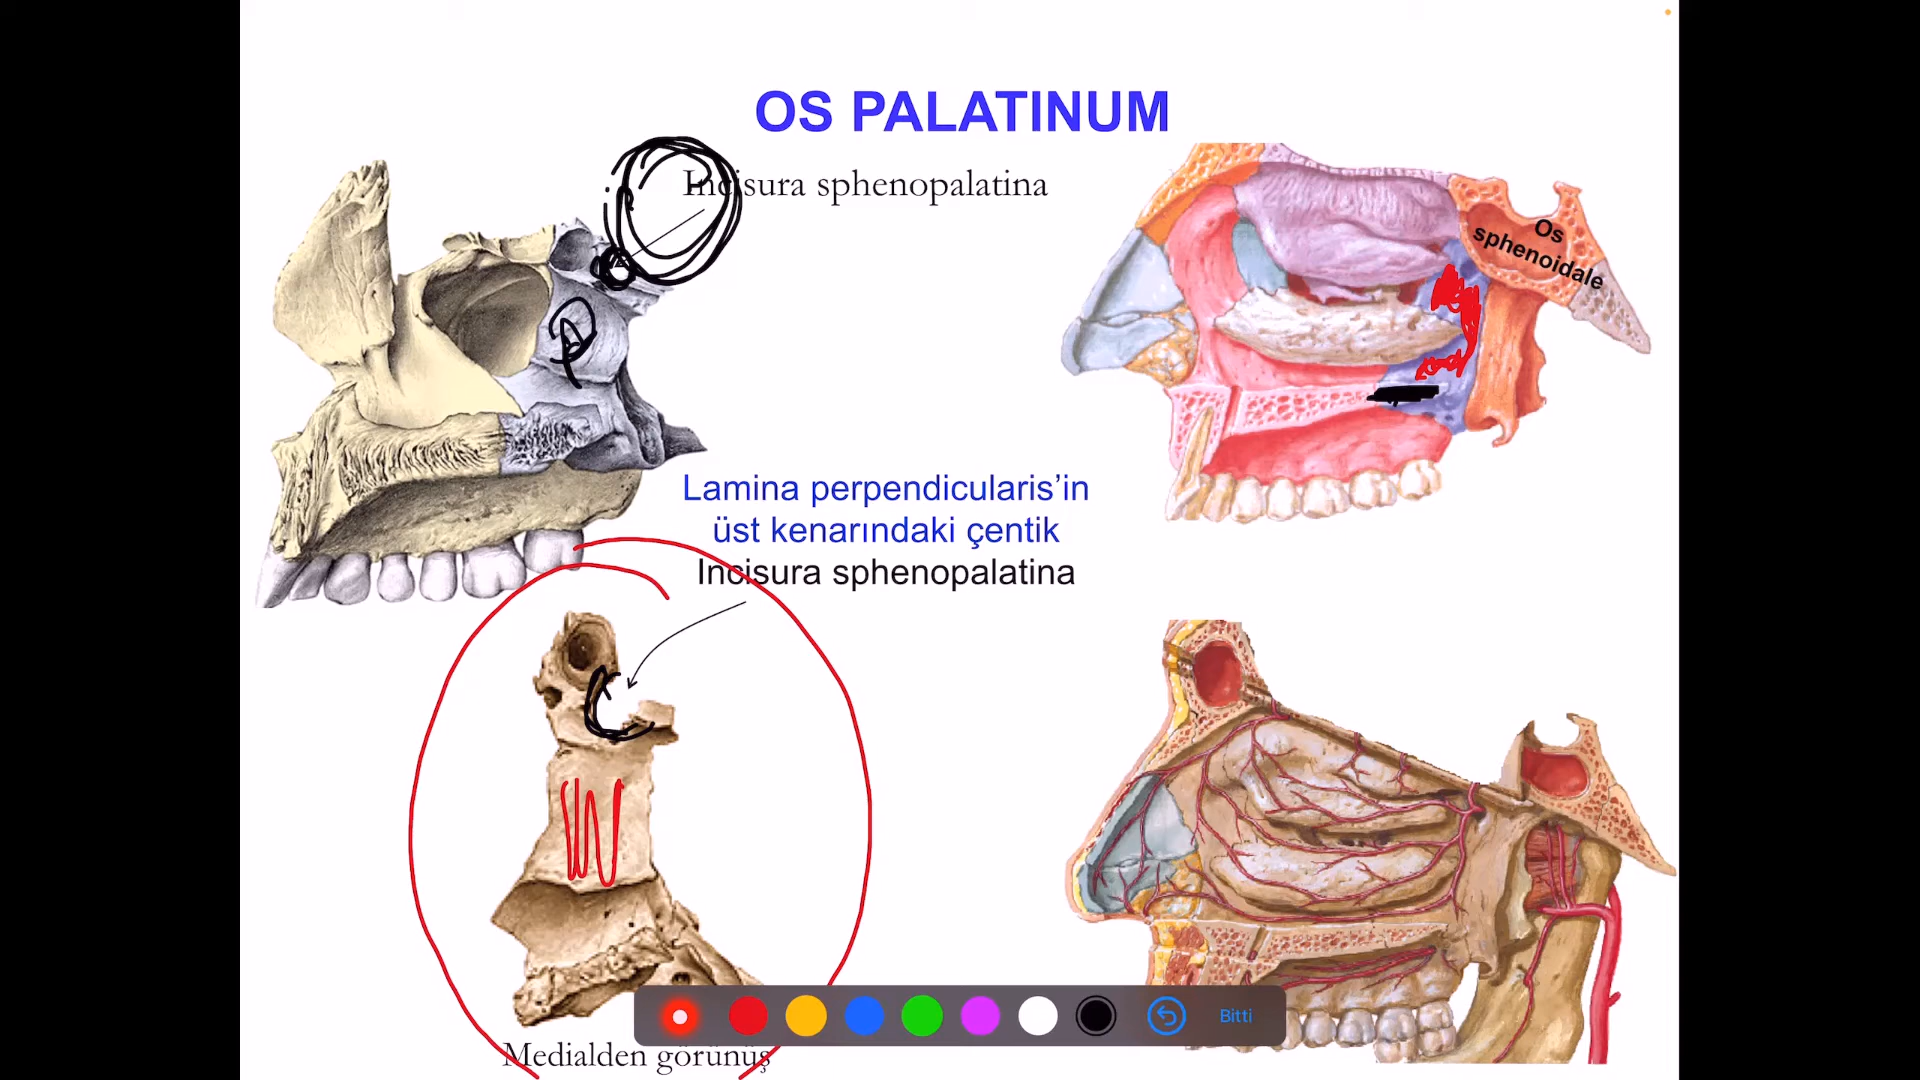 OS PALATINUM
Incisura sphenopalatina
Os
sphenoidale
Lamina perpendicularis’in
üst kenarındaki çentik
Incisura sphenopalatina
Medialden görünüş
Bitti